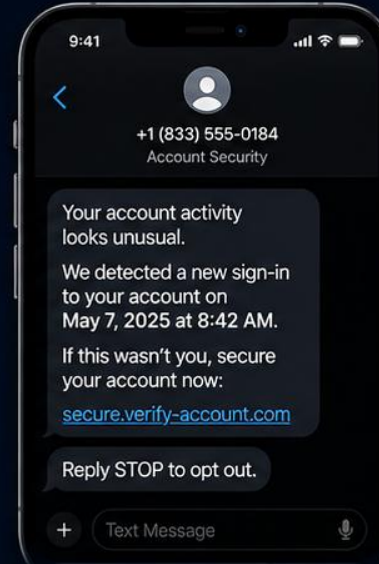 9:41
+1 (833) 555-0184
Account Security
Your account activity
looks unusual.
We detected a new sign-in
to your account on
May 7, 2025 at 8:42 AM.
If this wasn’t you, secure
your account now:
secure.verify-account.com
Reply STOP to opt out.
Text Message